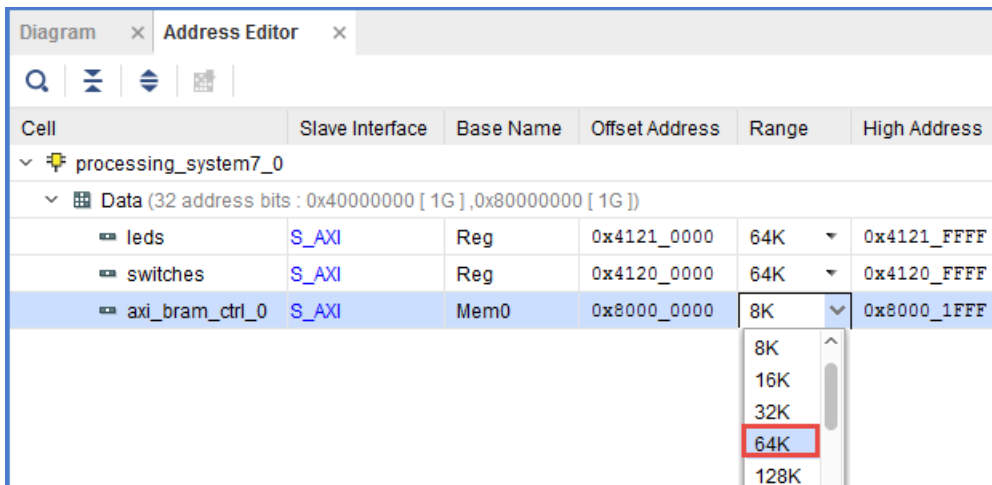 Diagram × Address Editor ×
Cell Slave Interface Base Name Offset Address Range High Address
processing_system7_0
Data (32 address bits : 0x40000000 [ 1G ] ,0x80000000 [ 1G ])
leds S_AXI Reg 0x4121_0000 64K 0x4121_FFFF
switches S_AXI Reg 0x4120_0000 64K 0x4120_FFFF
axi_bram_ctrl_0 S_AXI Mem0 0x8000_0000 8K 0x8000_1FFF
8K
16K
32K
64K
128K